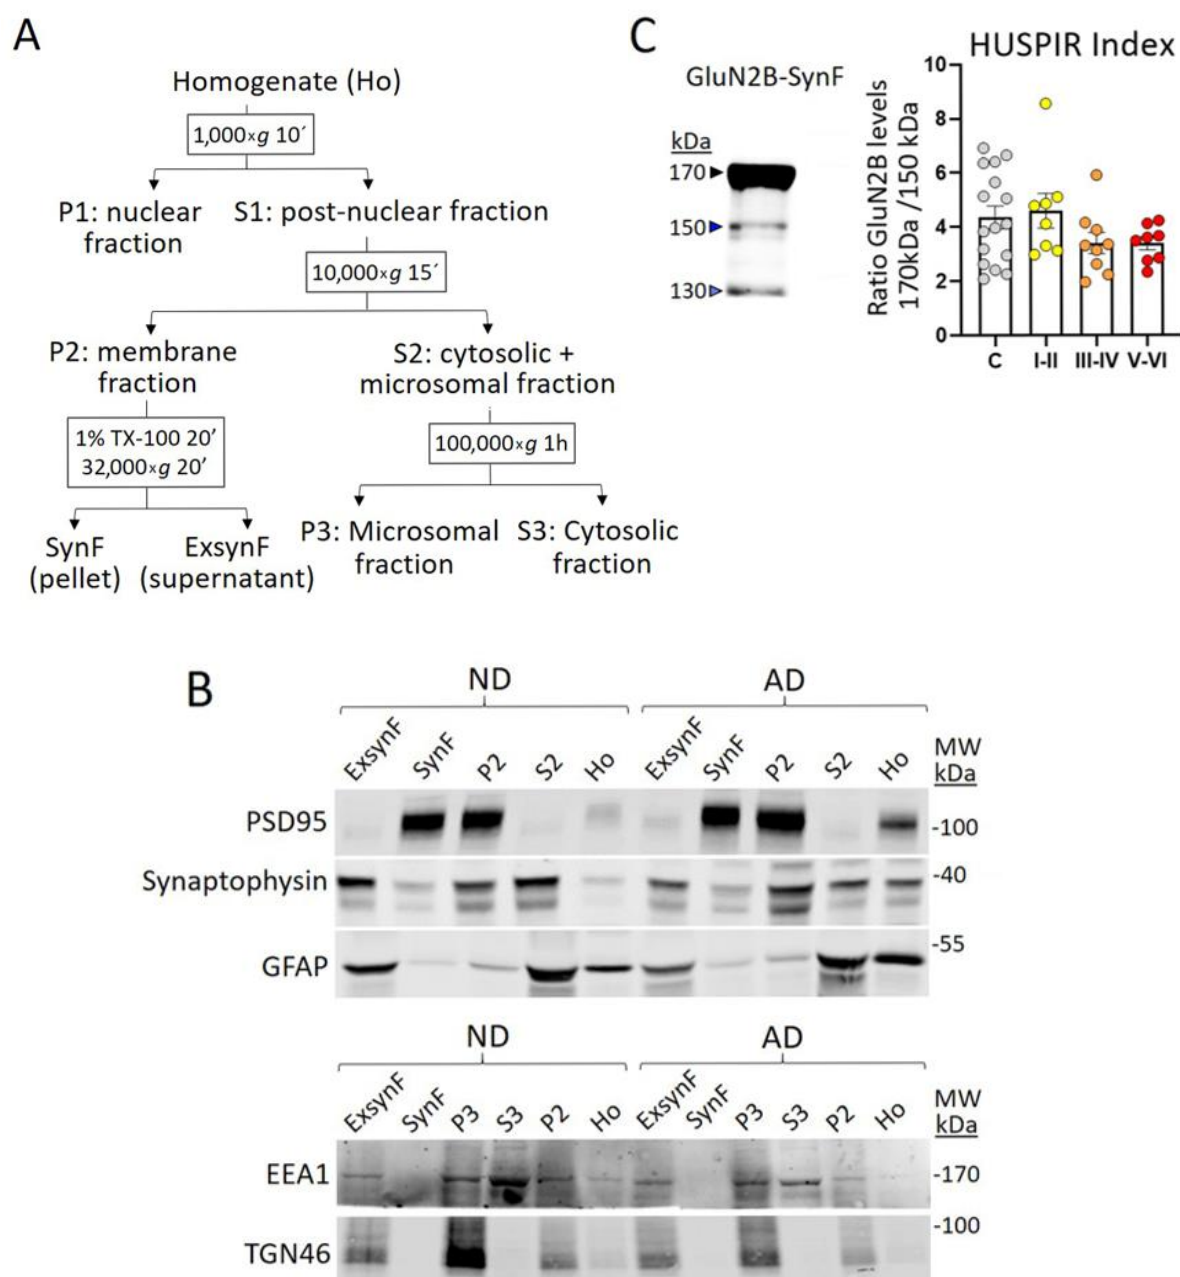 A
Homogenate (Ho)
1,000×g 10´
P1: nuclear
fraction
S1: post-nuclear fraction
10,000×g 15´
P2: membrane
fraction
S2: cytosolic +
microsomal fraction
1% TX-100 20’
32,000×g 20’
100,000×g 1h
SynF
(pellet)
ExsynF
(supernatant)
P3: Microsomal
fraction
S3: Cytosolic
fraction
C
GluN2B-SynF
kDa
170
150
130
HUSPIR Index
Ratio GluN2B levels
170kDa /150 kDa
10
8
6
4
2
0
C I-II III-IV V-VI
B
ND AD
ExsynF SynF P2 S2 Ho ExsynF SynF P2 S2 Ho
MW
kDa
PSD95 -100
Synaptophysin -40
GFAP -55
ND AD
ExsynF SynF P3 S3 P2 Ho ExsynF SynF P3 S3 P2 Ho
MW
kDa
EEA1 -170
TGN46 -100